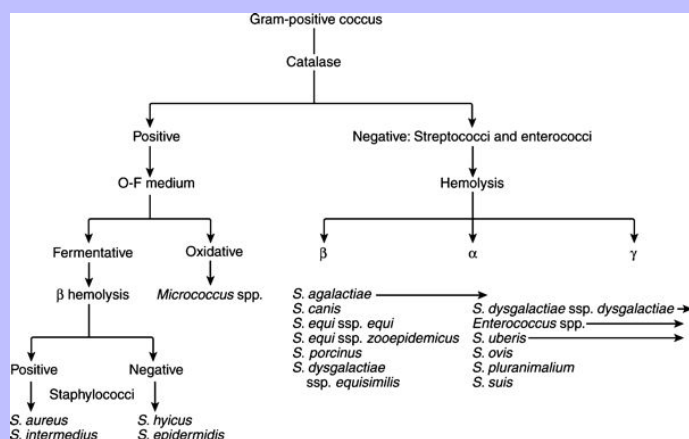 Gram-positive coccus
Catalase
Positive
Negative: Streptococci and enterococci
O-F medium
Hemolysis
Fermentative
Oxidative
β
α
γ
β hemolysis
Micrococcus spp.
S. agalactiae
S. canis
S. equi ssp. equi
S. equi ssp. zooepidemicus
S. porcinus
S. dysgalactiae
ssp. equisimilis
S. dysgalactiae ssp. dysgalactiae
Enterococcus spp.
S. uberis
S. ovis
S. pluranimalium
S. suis
Positive
Negative
Staphylococci
S. aureus
S. intermedius
S. hyicus
S. epidermidis